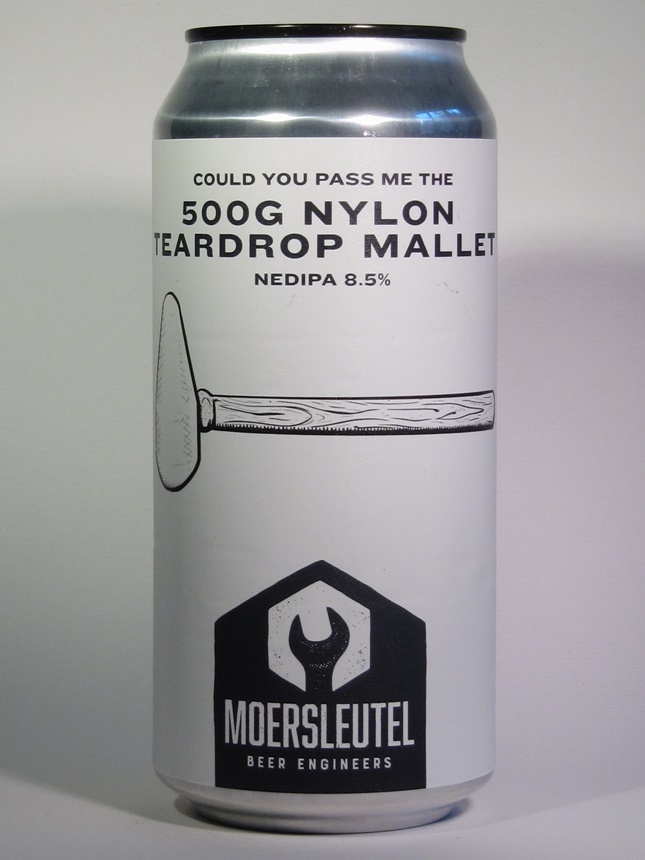 COULD YOU PASS ME THE
500G NYLON
TEARDROP MALLET
NEDIPA 8.5%
MOERSLEUTEL
BEER ENGINEERS